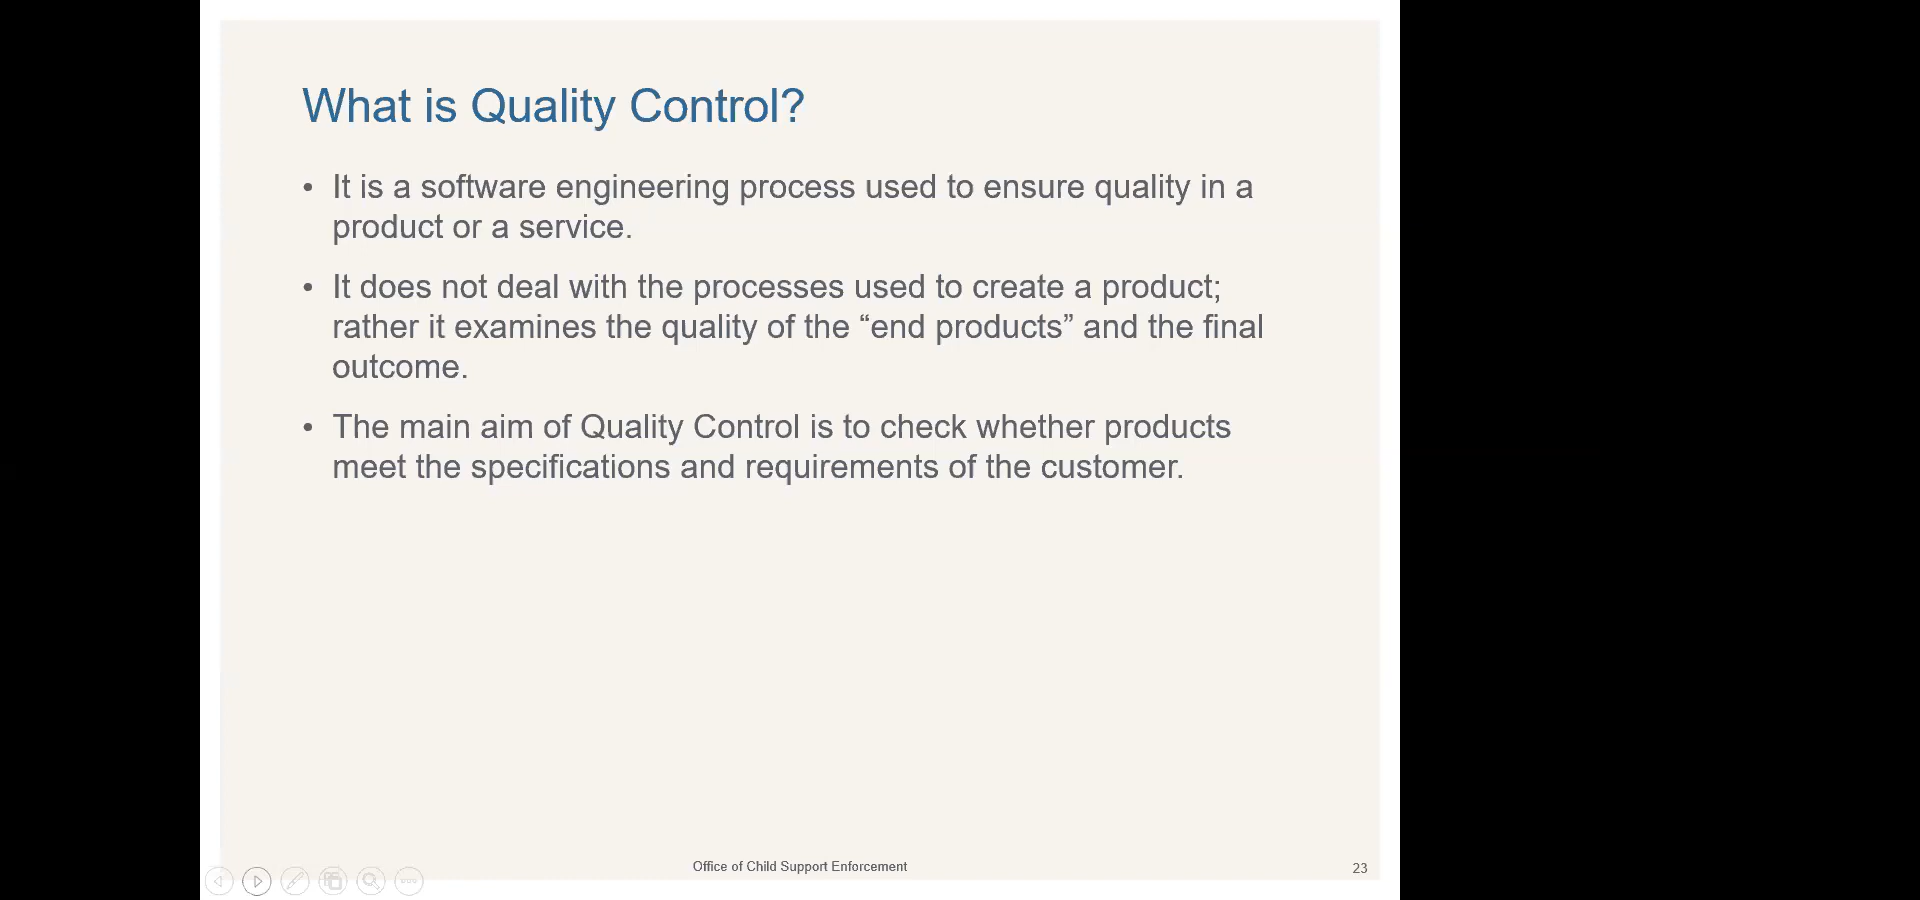 What is Quality Control?
• It is a software engineering process used to ensure quality in a
product or a service.
• It does not deal with the processes used to create a product;
rather it examines the quality of the “end products” and the final
outcome.
• The main aim of Quality Control is to check whether products
meet the specifications and requirements of the customer.
Office of Child Support Enforcement
23